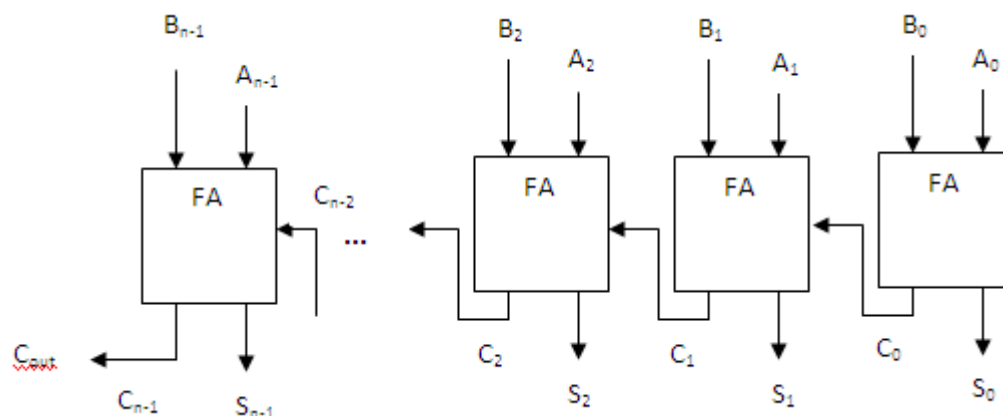 Bn-1 B2 B1 B0
An-1 A2 A1 A0
FA FA FA FA
Cn-2
...
Cout C2 C1 C0
Cn-1 Sn-1 S2 S1 S0